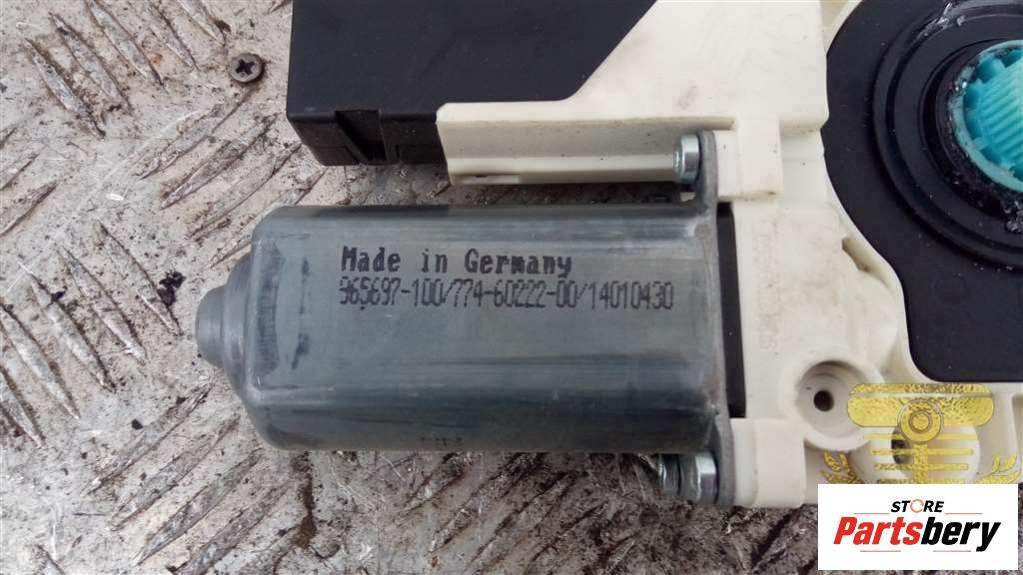 Made in Germany
965697-100/774-60222-00/14010430
STORE
Partsbery